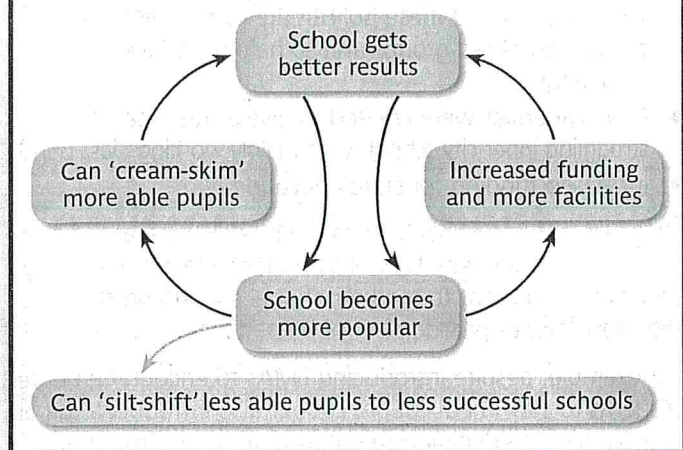 School gets
better results
Can ‘cream-skim’
more able pupils
Increased funding
and more facilities
School becomes
more popular
Can ‘silt-shift’ less able pupils to less successful schools